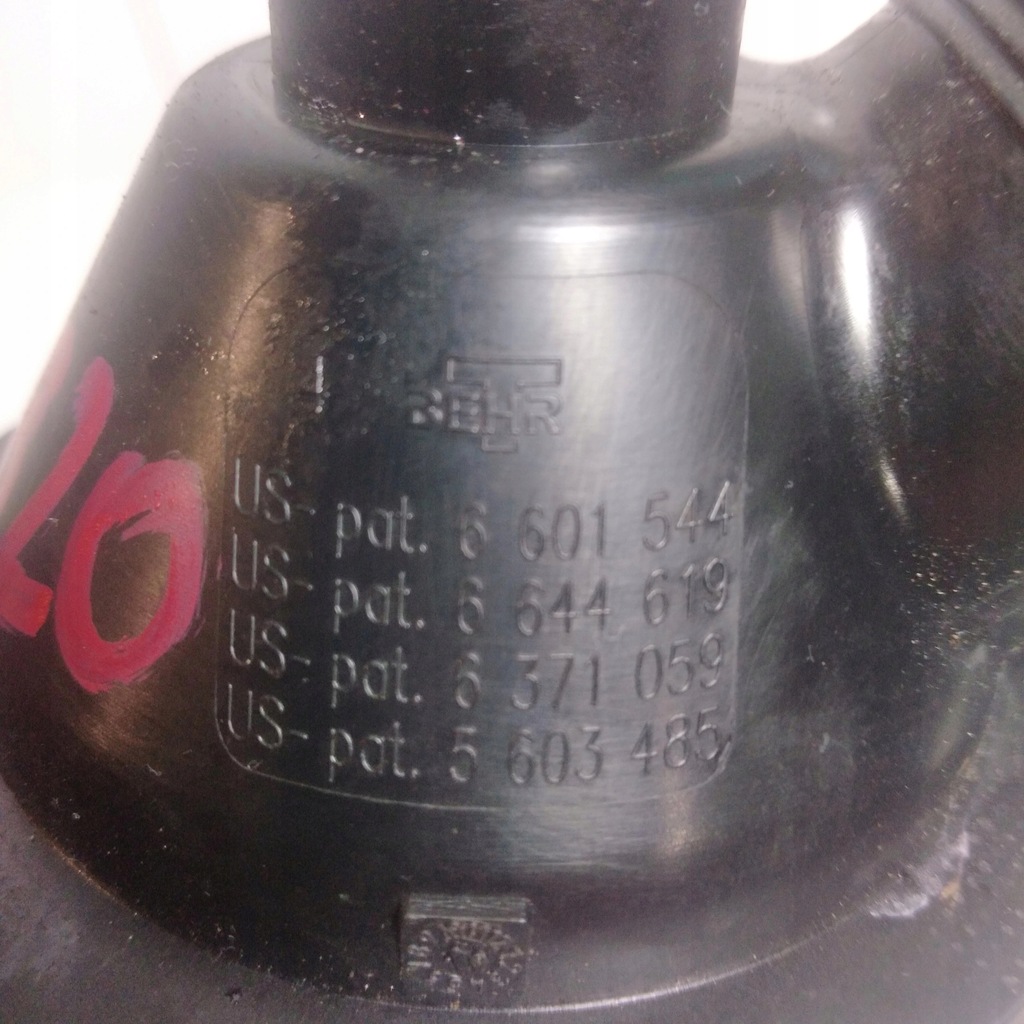 BEHR
US- pat. 6 601 544
US- pat. 6 644 619
US- pat. 6 371 059
US- pat. 5 603 485
20